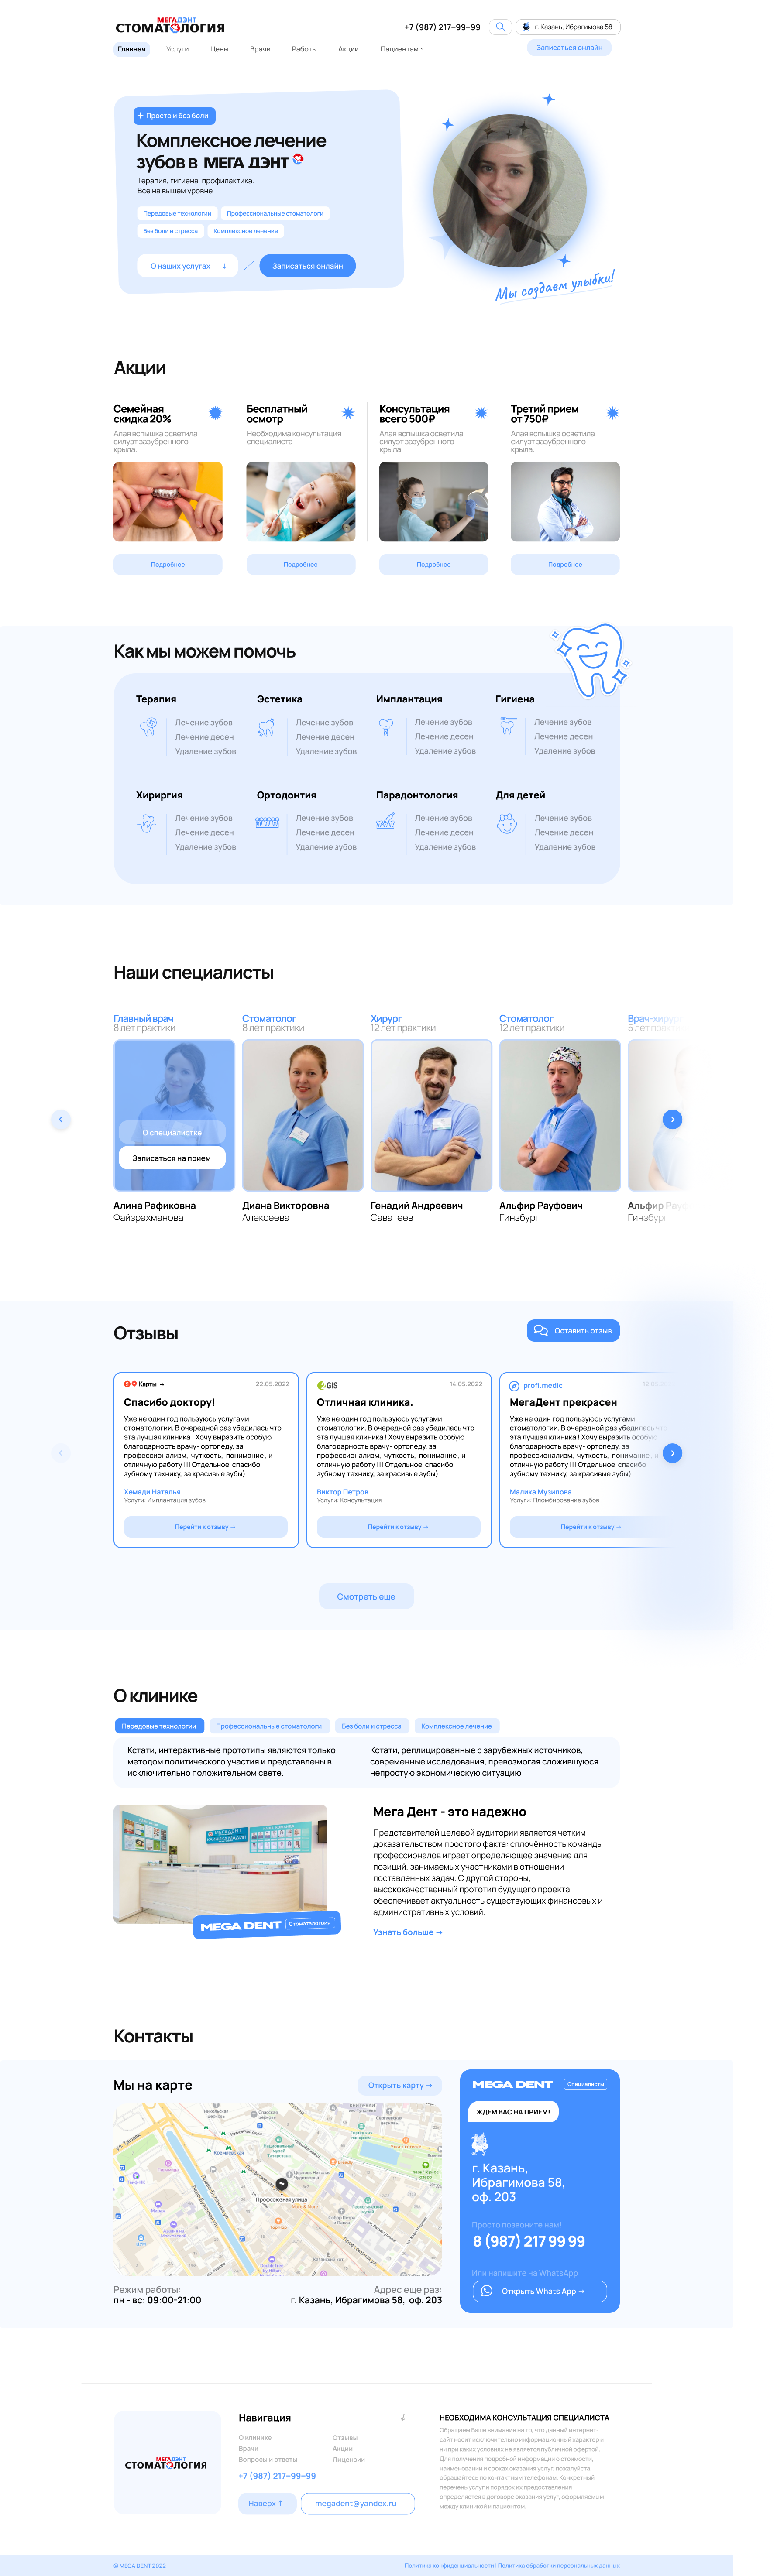 МЕГАДЭНТ
СТОМАТОЛОГИЯ
+7 (987) 217-99-99
г. Казань, Ибрагимова 58
Главная Услуги Цены Врачи Работы Акции Пациентам
Записаться онлайн
Просто и без боли
Комплексное лечение
зубов в МЕГА ДЭНТ
Терапия, гигиена, профилактика.
Все на вышем уровне
Передовые технологии Профессиональные стоматологи
Без боли и стресса Комплексное лечение
О наших услугах ↓ Записаться онлайн
Мы создаем улыбки!
Акции
Семейная
скидка 20%
Алая вспышка осветила
силуэт зазубренного
крыла.
Подробнее
Бесплатный
осмотр
Необходима консультация
специалиста
Подробнее
Консультация
всего 500₽
Алая вспышка осветила
силуэт зазубренного
крыла.
Подробнее
Третий прием
от 750₽
Алая вспышка осветила
силуэт зазубренного
крыла.
Подробнее
Как мы можем помочь
Терапия
Лечение зубов
Лечение десен
Удаление зубов
Эстетика
Лечение зубов
Лечение десен
Удаление зубов
Имплантация
Лечение зубов
Лечение десен
Удаление зубов
Гигиена
Лечение зубов
Лечение десен
Удаление зубов
Хириргия
Лечение зубов
Лечение десен
Удаление зубов
Ортодонтия
Лечение зубов
Лечение десен
Удаление зубов
Парадонтология
Лечение зубов
Лечение десен
Удаление зубов
Для детей
Лечение зубов
Лечение десен
Удаление зубов
Наши специалисты
Главный врач
8 лет практики
О специалистке
Записаться на прием
Алина Рафиковна
Файзрахманова
Стоматолог
8 лет практики
Диана Викторовна
Алексеева
Хирург
12 лет практики
Генадий Андреевич
Саватеев
Стоматолог
12 лет практики
Альфир Рауфович
Гинзбург
Врач-хирург
5 лет
Альфир
Гинзбург
Отзывы
Оставить отзыв
Я Карты →
22.05.2022
Спасибо доктору!
Уже не один год пользуюсь услугами
стоматологии. В очередной раз убедилась что
эта лучшая клиника ! Хочу выразить особую
благодарность врачу- ортопеду, за
профессионализм, чуткость, понимание , и
отличную работу !!! Отдельное спасибо
зубному технику, за красивые зубы)
Хемади Наталья
Услуги: Имплантация зубов
Перейти к отзыву →
2GIS
14.05.2022
Отличная клиника.
Уже не один год пользуюсь услугами
стоматологии. В очередной раз убедилась что
эта лучшая клиника ! Хочу выразить особую
благодарность врачу- ортопеду, за
профессионализм, чуткость, понимание , и
отличную работу !!! Отдельное спасибо
зубному технику, за красивые зубы)
Виктор Петров
Услуги: Консультация
Перейти к отзыву →
profi.medic
МегаДент прекрасен
Уже не один год пользуюсь услугами
стоматологии. В очередной раз убедилась что
эта лучшая клиника ! Хочу выразить особую
благодарность врачу- ортопеду, за
профессионализм, чуткость, понимание , и
отличную работу !!! Отдельное спасибо
зубному технику, за красивые зубы)
Малика Музипова
Услуги: Пломбирование зубов
Перейти к отзыву →
Смотреть еще
О клинике
Передовые технологии Профессиональные стоматологи Без боли и стресса Комплексное лечение
Кстати, интерактивные прототипы являются только
методом политического участия и представлены в
исключительно положительном свете.
Кстати, реплицированные с зарубежных источников,
современные исследования, превозмогая сложившуюся
непростую экономическую ситуацию
MEGA DENT Стоматалогоия
Мега Дент - это надежно
Представителей целевой аудитории является четким
доказательством простого факта: сплочённость команды
профессионалов играет определяющее значение для
позиций, занимаемых участниками в отношении
поставленных задач. С другой стороны,
высококачественный прототип будущего проекта
обеспечивает актуальность существующих финансовых и
административных условий.
Узнать больше →
Контакты
Мы на карте
Открыть карту →
Кремлёвская
Профсоюзная улица
Режим работы:
пн - вс: 09:00-21:00
Адрес еще раз:
г. Казань, Ибрагимова 58, оф. 203
MEGA DENT Специалисты
ЖДЕМ ВАС НА ПРИЕМ!
г. Казань,
Ибрагимова 58,
оф. 203
Просто позвоните нам!
8 (987) 217 99 99
Или напишите на WhatsApp
Открыть Whats App →
МЕГАДЭНТ
СТОМАТОЛОГИЯ
Навигация
О клинике
Врачи
Вопросы и ответы
Отзывы
Акции
Лицензии
+7 (987) 217-99-99
Наверх ↑ megadent@yandex.ru
НЕОБХОДИМА КОНСУЛЬТАЦИЯ СПЕЦИАЛИСТА
Обращаем Ваше внимание на то, что данный интернет-
сайт носит исключительно информационный характер и
ни при каких условиях не является публичной офертой.
Для получения подробной информации о стоимости,
наименовании и сроках оказания услуг, пожалуйста,
обращайтесь по контактным телефонам. Конкретный
перечень услуг и порядок их предоставления
определяется в договоре оказания услуг, оформляемым
между клиникой и пациентом.
© MEGA DENT 2022
Политика конфиденциальности | Политика обработки персональных данных